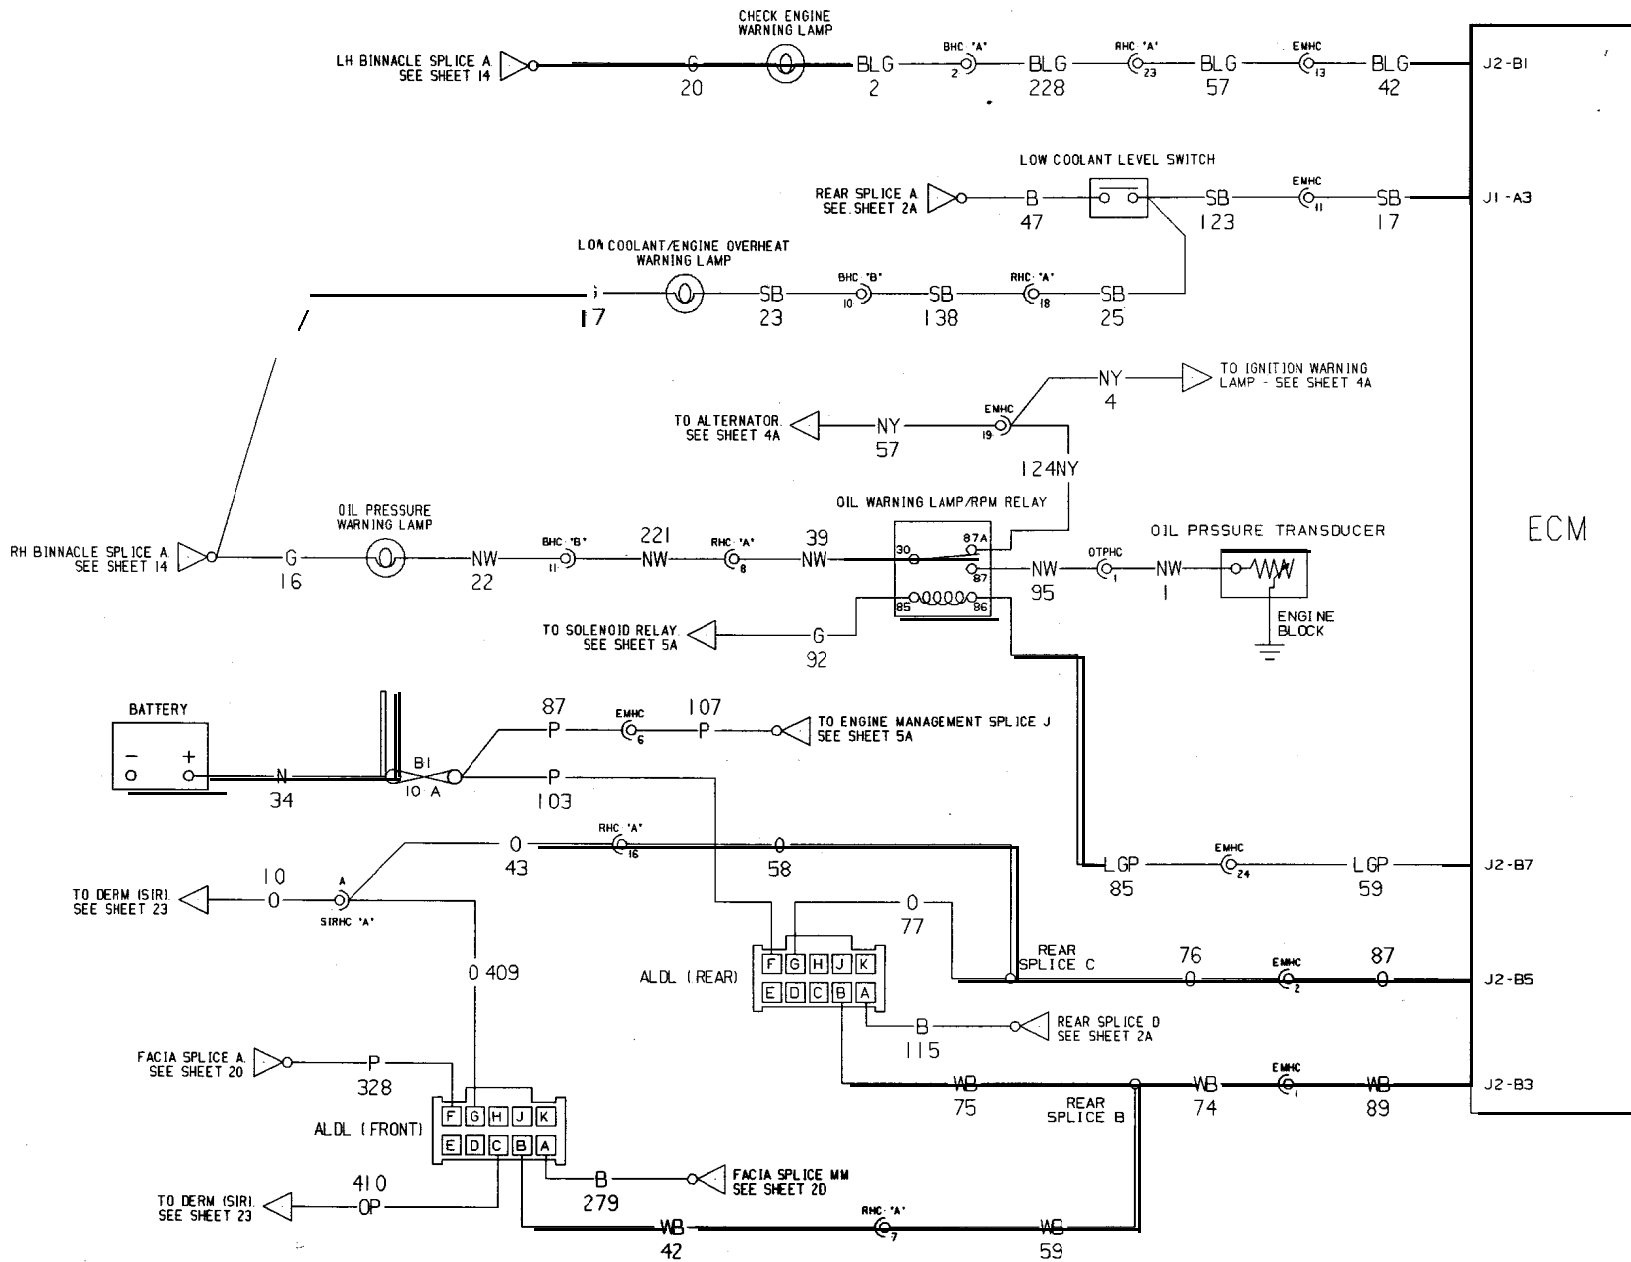 CHECK ENGINE
WARNING LAMP
LH BINNACLE SPLICE A
SEE SHEET 14
G
20
BLG
2
BHC "A"
2
BLG
228
RHC "A"
23
BLG
57
EMHC
13
BLG
42
J2-B1
LOW COOLANT LEVEL SWITCH
REAR SPLICE A
SEE SHEET 2A
B
47
SB
123
EMHC
11
SB
17
J1-A3
LOW COOLANT/ENGINE OVERHEAT
WARNING LAMP
17
SB
23
BHC "B"
10
SB
138
RHC "A"
18
SB
25
NY
4
TO IGNITION WARNING
LAMP - SEE SHEET 4A
TO ALTERNATOR
SEE SHEET 4A
NY
57
EMHC
19
124NY
OIL WARNING LAMP/RPM RELAY
OIL PRESSURE
WARNING LAMP
RH BINNACLE SPLICE A
SEE SHEET 14
G
16
NW
22
BHC "B"
11
221
NW
RHC "A"
8
39
NW
30
87A
87
85
86
NW
95
OTPHC
1
NW
1
OIL PRSSURE TRANSDUCER
ENGINE
BLOCK
ECM
TO SOLENOID RELAY
SEE SHEET 5A
G
92
BATTERY
-
+
N
34
B1
10 A
87
P
EMHC
6
107
P
TO ENGINE MANAGEMENT SPLICE J
SEE SHEET 5A
P
103
O
43
RHC "A"
16
O
58
LGP
85
EMHC
24
LGP
59
J2-B7
TO DERM (SIR)
SEE SHEET 23
10
O
A
SIRHC "A"
O
77
O 409
ALDL (REAR)
F G H J K
E D C B A
REAR
SPLICE C
76
O
EMHC
2
87
O
J2-B5
B
115
REAR SPLICE D
SEE SHEET 2A
FACIA SPLICE A
SEE SHEET 20
P
328
WB
75
REAR
SPLICE B
WB
74
EMHC
1
WB
89
J2-B3
ALDL (FRONT)
F G H J K
E D C B A
B
279
FACIA SPLICE MM
SEE SHEET 20
TO DERM (SIR)
SEE SHEET 23
410
OP
WB
42
RHC "A"
7
WB
59